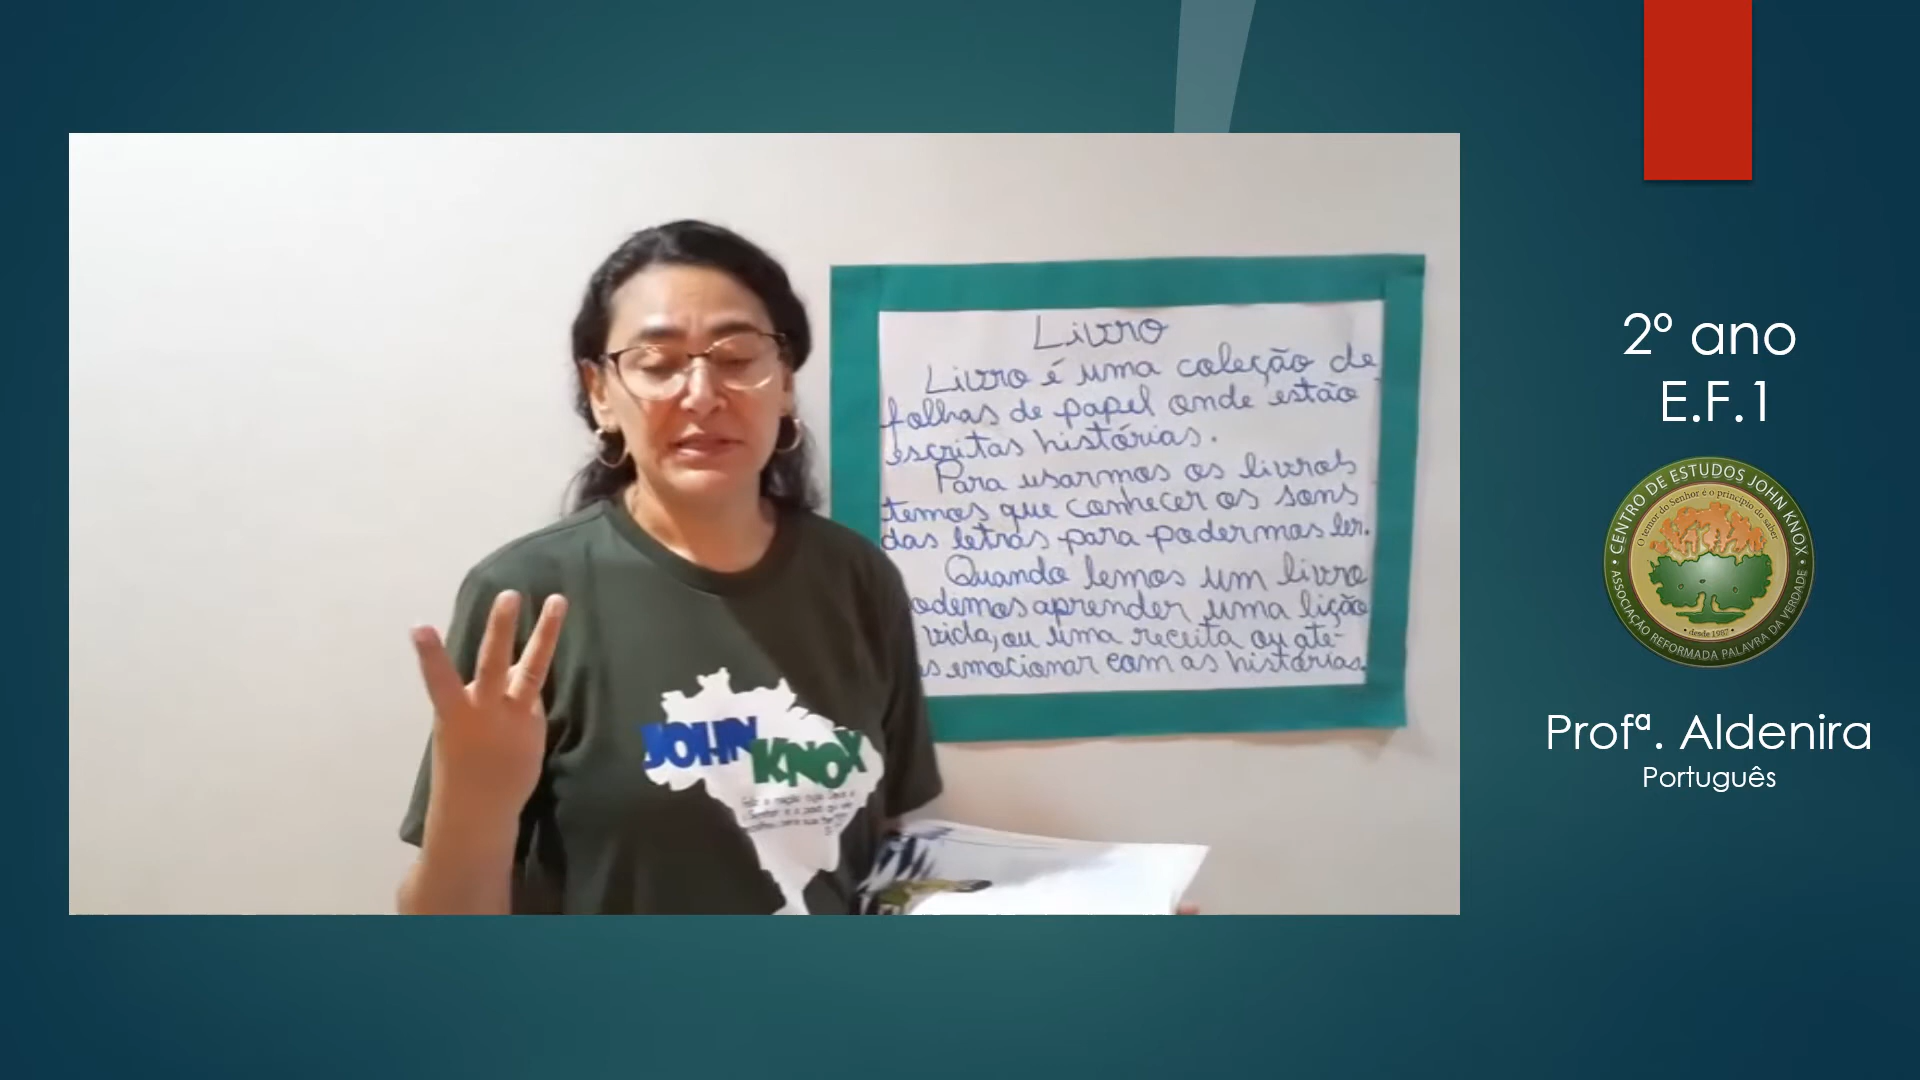 Livro
Livro é uma coleção de
folhas de papel onde estão
escritas histórias.
Para usarmos os livros
temos que conhecer os sons
das letras para podermos ler.
Quando lemos um livro
odemos aprender uma lição
vida, ou uma receita ou até-
os emocionar com as histórias.
JOHN
KNOX
2º ano
E.F.1
• CENTRO DE ESTUDOS JOHN KNOX •
O temor do Senhor é o princípio do saber
• desde 1987 •
ASSOCIAÇÃO REFORMADA PALAVRA DA VERDADE
Profª. Aldenira
Português